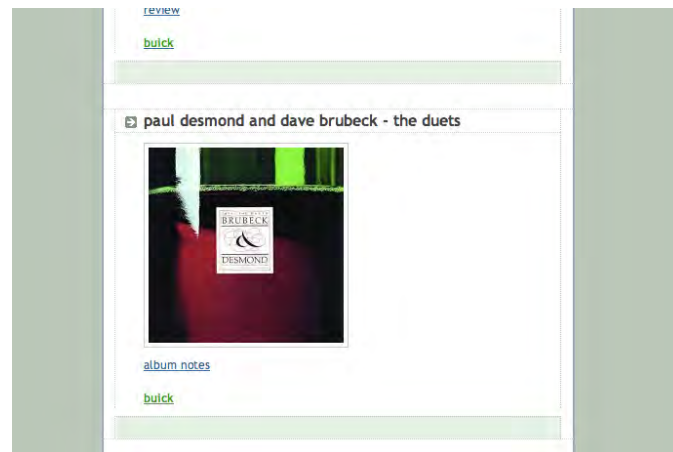 review
buick
paul desmond and dave brubeck - the duets
BRUBECK
&
DESMOND
album notes
buick